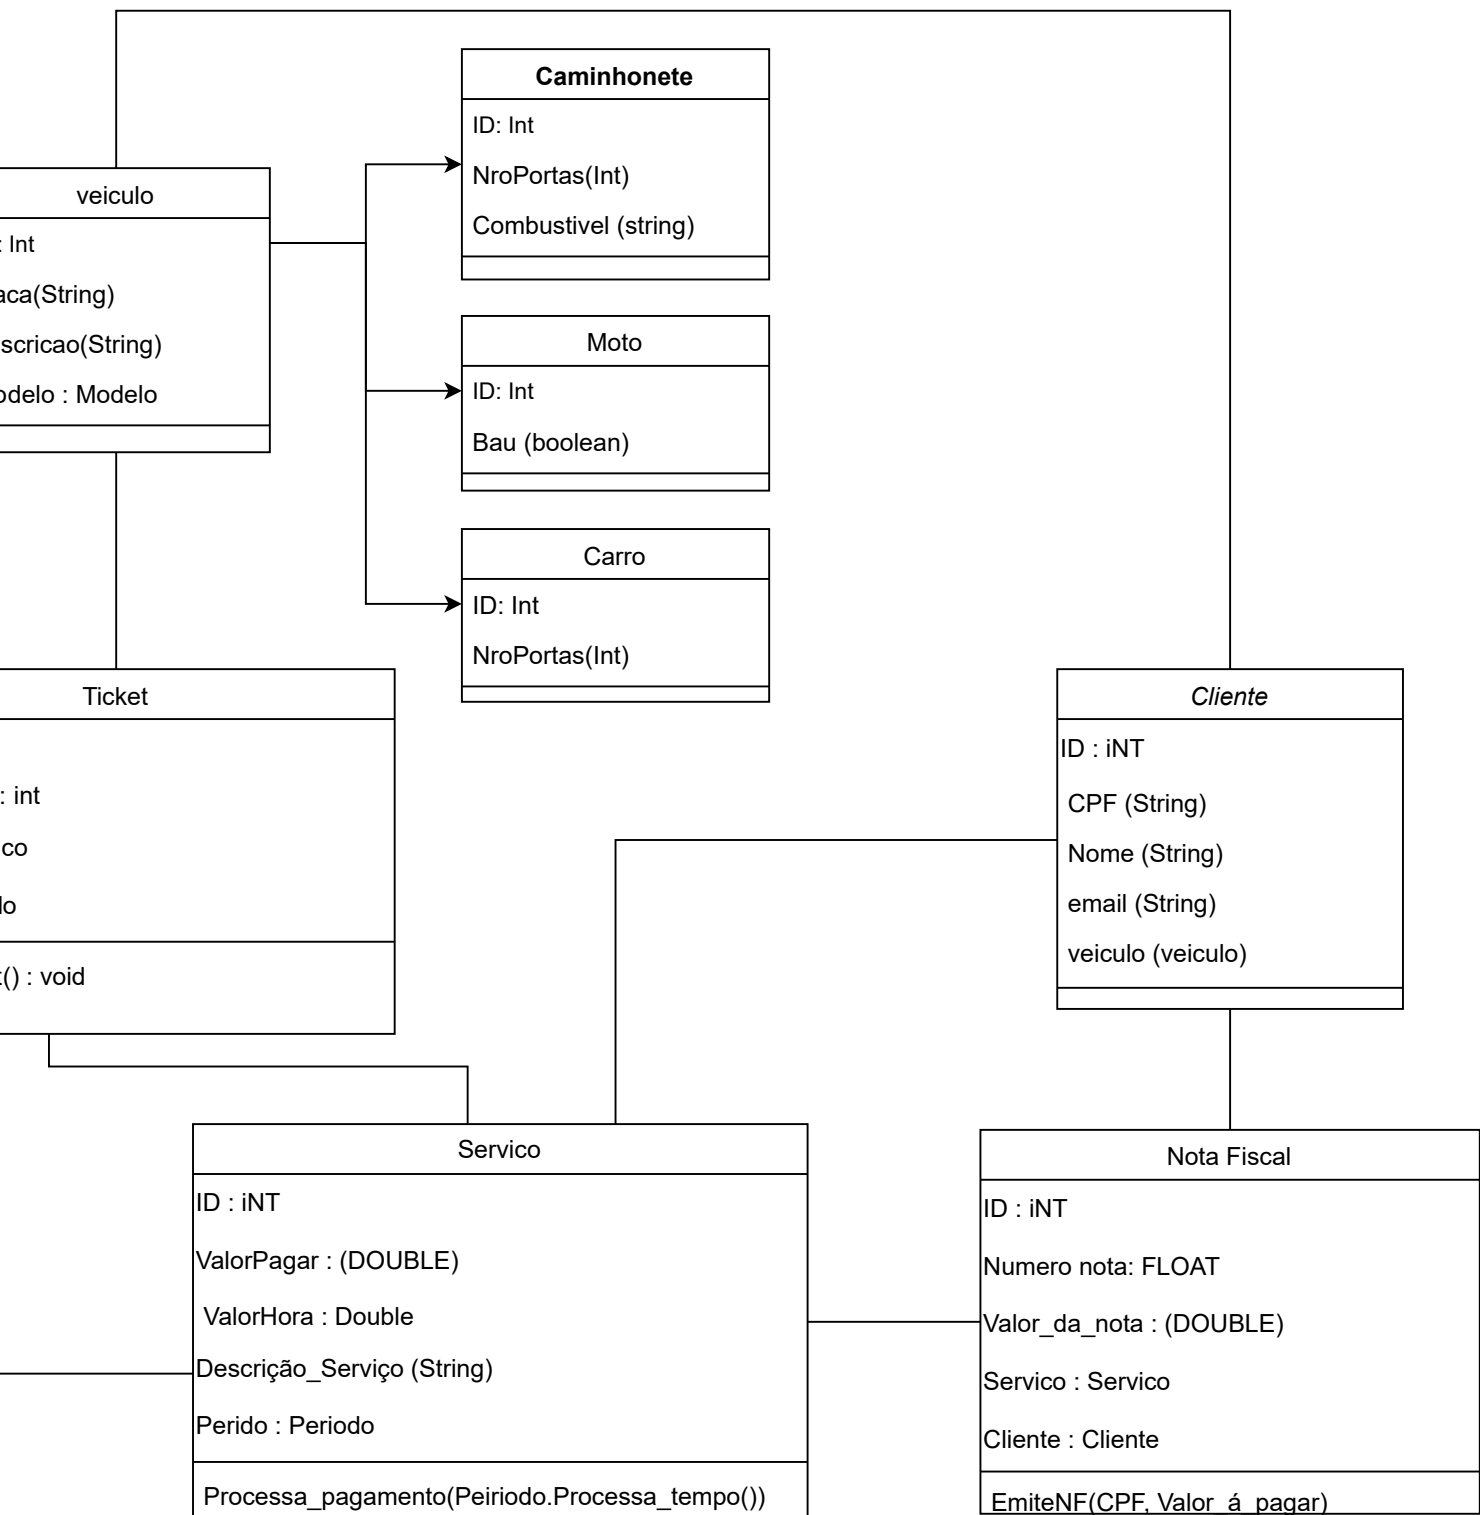 Caminhonete
ID: Int
NroPortas(Int)
Combustivel (string)
veiculo
: Int
aca(String)
scricao(String)
odelo : Modelo
Moto
ID: Int
Bau (boolean)
Carro
ID: Int
NroPortas(Int)
Ticket
: int
co
lo
t() : void
Cliente
ID : iNT
CPF (String)
Nome (String)
email (String)
veiculo (veiculo)
Servico
ID : iNT
ValorPagar : (DOUBLE)
ValorHora : Double
Descrição_Serviço (String)
Perido : Periodo
Processa_pagamento(Peiriodo.Processa_tempo())
Nota Fiscal
ID : iNT
Numero nota: FLOAT
Valor_da_nota : (DOUBLE)
Servico : Servico
Cliente : Cliente
EmiteNF(CPF, Valor_á_pagar)